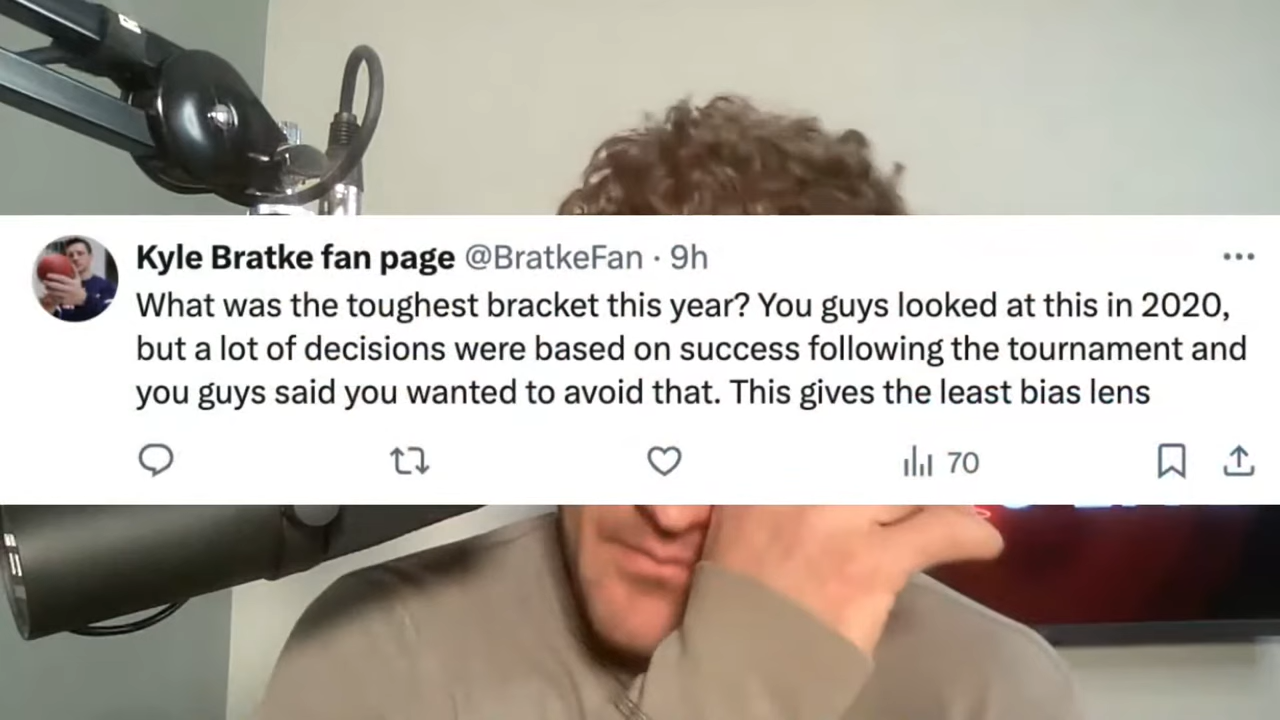 Kyle Bratke fan page @BratkeFan · 9h
What was the toughest bracket this year? You guys looked at this in 2020,
but a lot of decisions were based on success following the tournament and
you guys said you wanted to avoid that. This gives the least bias lens
70